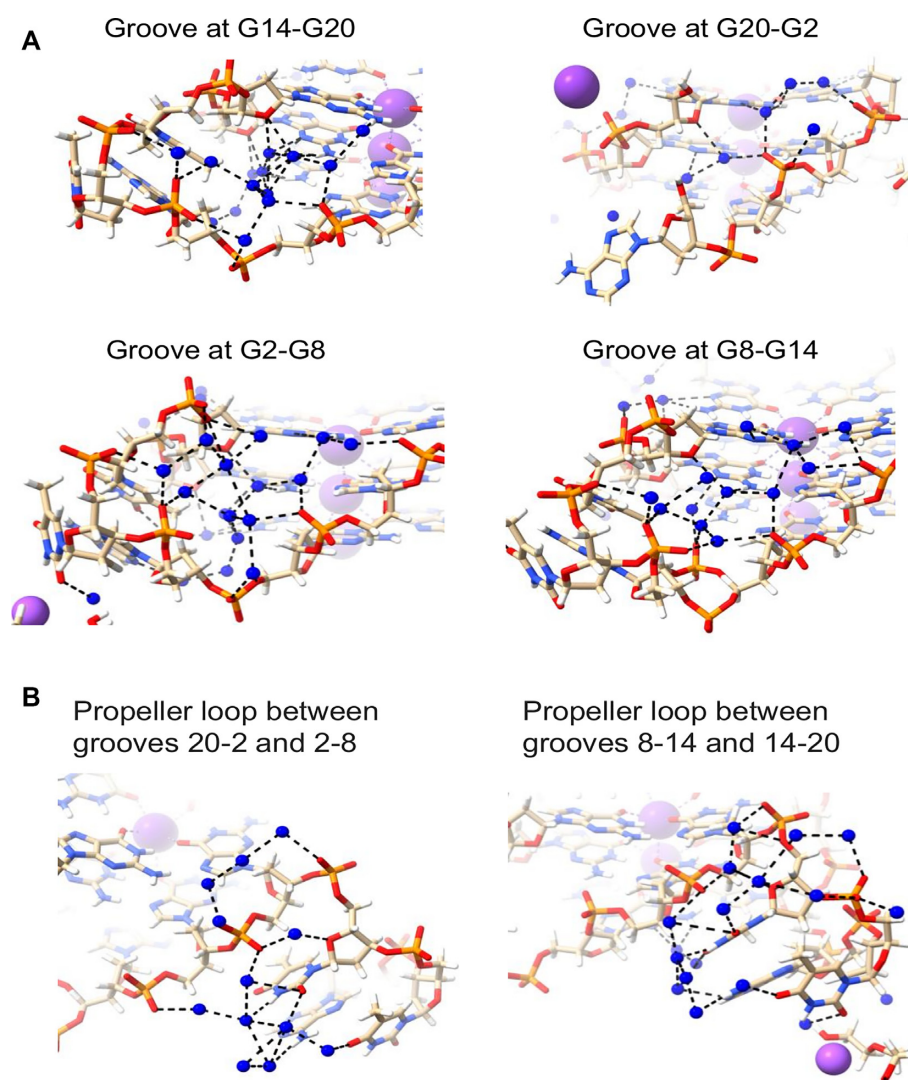 A
Groove at G14-G20
Groove at G20-G2
Groove at G2-G8
Groove at G8-G14
B
Propeller loop between
grooves 20-2 and 2-8
Propeller loop between
grooves 8-14 and 14-20